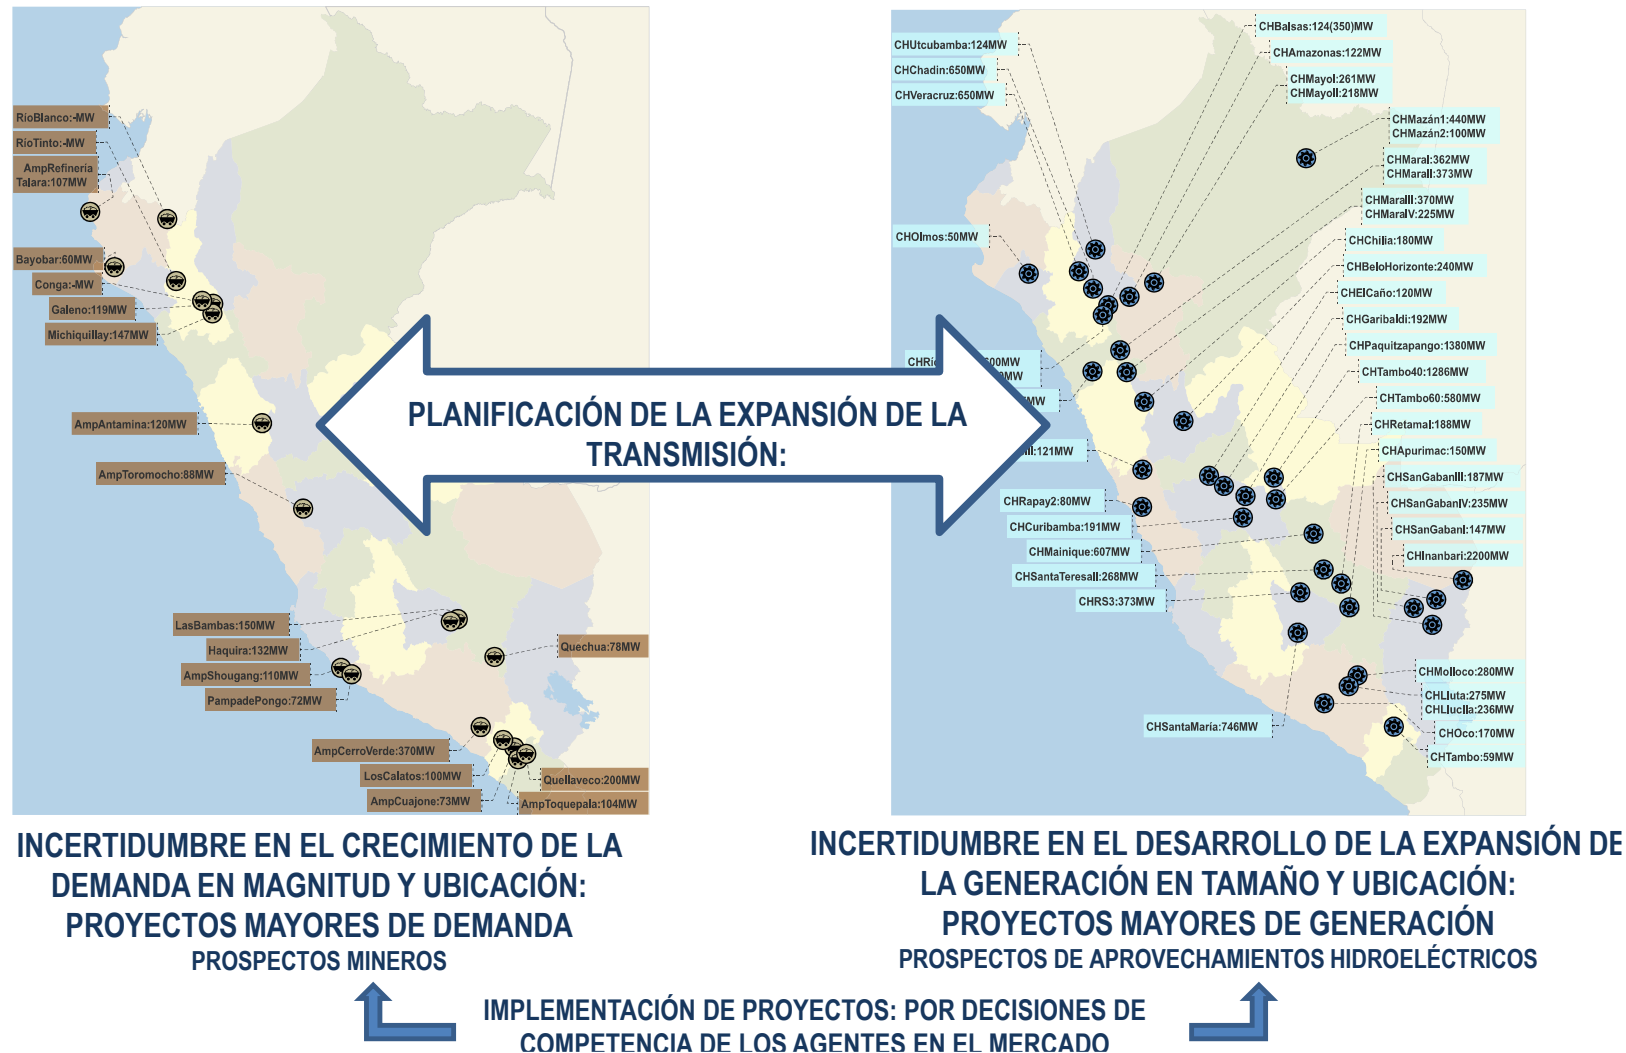 RíoBlanco:-MW
RíoTinto:-MW
AmpRefinería
Talara:107MW
Bayobar:60MW
Conga:-MW
Galeno:119MW
Michiquillay:147MW
AmpAntamina:120MW
AmpToromocho:88MW
LasBambas:150MW
Haquira:132MW
AmpShougang:110MW
PampadePongo:72MW
Quechua:78MW
AmpCerroVerde:370MW
LosCalatos:100MW
AmpCuajone:73MW
Quellaveco:200MW
AmpToquepala:104MW
PLANIFICACIÓN DE LA EXPANSIÓN DE LA
TRANSMISIÓN:
CHUtcubamba:124MW
CHChadin:650MW
CHVeracruz:650MW
CHOlmos:50MW
600MW
MW
MW
121MW
CHRapay2:80MW
CHCuribamba:191MW
CHMainique:607MW
CHSantaTeresaII:268MW
CHRS3:373MW
CHSantaMaría:746MW
CHBalsas:124(350)MW
CHAmazonas:122MW
CHMayoI:261MW
CHMayoII:218MW
CHMazán1:440MW
CHMazán2:100MW
CHMaraI:362MW
CHMaraII:373MW
CHMaraIII:370MW
CHMaraIV:225MW
CHChilia:180MW
CHBeloHorizonte:240MW
CHElCaño:120MW
CHGaribaldi:192MW
CHPaquitzapango:1380MW
CHTambo40:1286MW
CHTambo60:580MW
CHRetamal:188MW
CHApurimac:150MW
CHSanGabanIII:187MW
CHSanGabanIV:235MW
CHSanGabanI:147MW
CHInanbari:2200MW
CHMolloco:280MW
CHLluta:275MW
CHLluclla:236MW
CHOco:170MW
CHTambo:59MW
INCERTIDUMBRE EN EL CRECIMIENTO DE LA
DEMANDA EN MAGNITUD Y UBICACIÓN:
PROYECTOS MAYORES DE DEMANDA
PROSPECTOS MINEROS
INCERTIDUMBRE EN EL DESARROLLO DE LA EXPANSIÓN DE
LA GENERACIÓN EN TAMAÑO Y UBICACIÓN:
PROYECTOS MAYORES DE GENERACIÓN
PROSPECTOS DE APROVECHAMIENTOS HIDROELÉCTRICOS
IMPLEMENTACIÓN DE PROYECTOS: POR DECISIONES DE
COMPETENCIA DE LOS AGENTES EN EL MERCADO